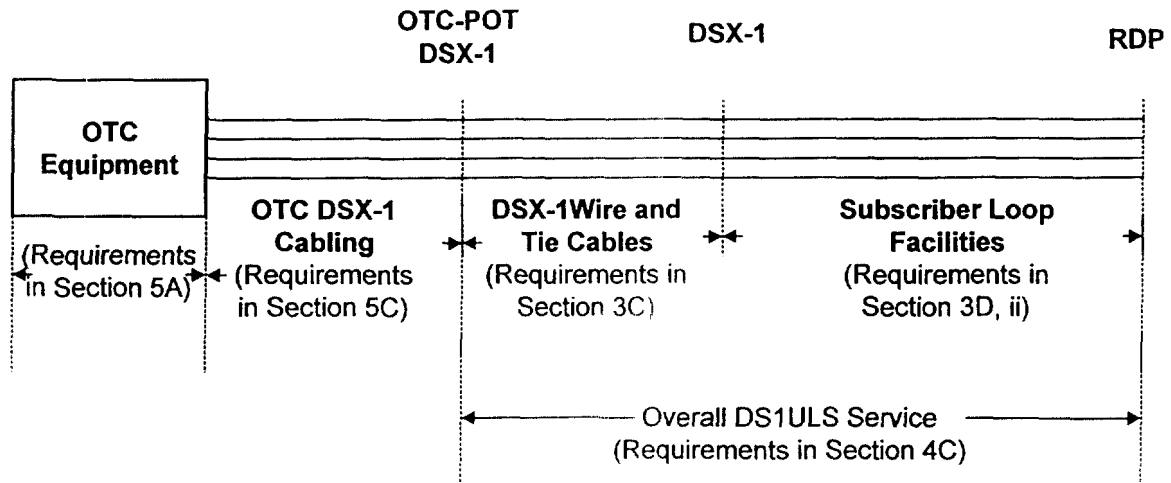 OTC-POT
DSX-1
DSX-1
RDP
OTC
Equipment
(Requirements
in Section 5A)
OTC DSX-1
Cabling
(Requirements
in Section 5C)
DSX-1Wire and
Tie Cables
(Requirements in
Section 3C)
Subscriber Loop
Facilities
(Requirements in
Section 3D, ii)
Overall DS1ULS Service
(Requirements in Section 4C)